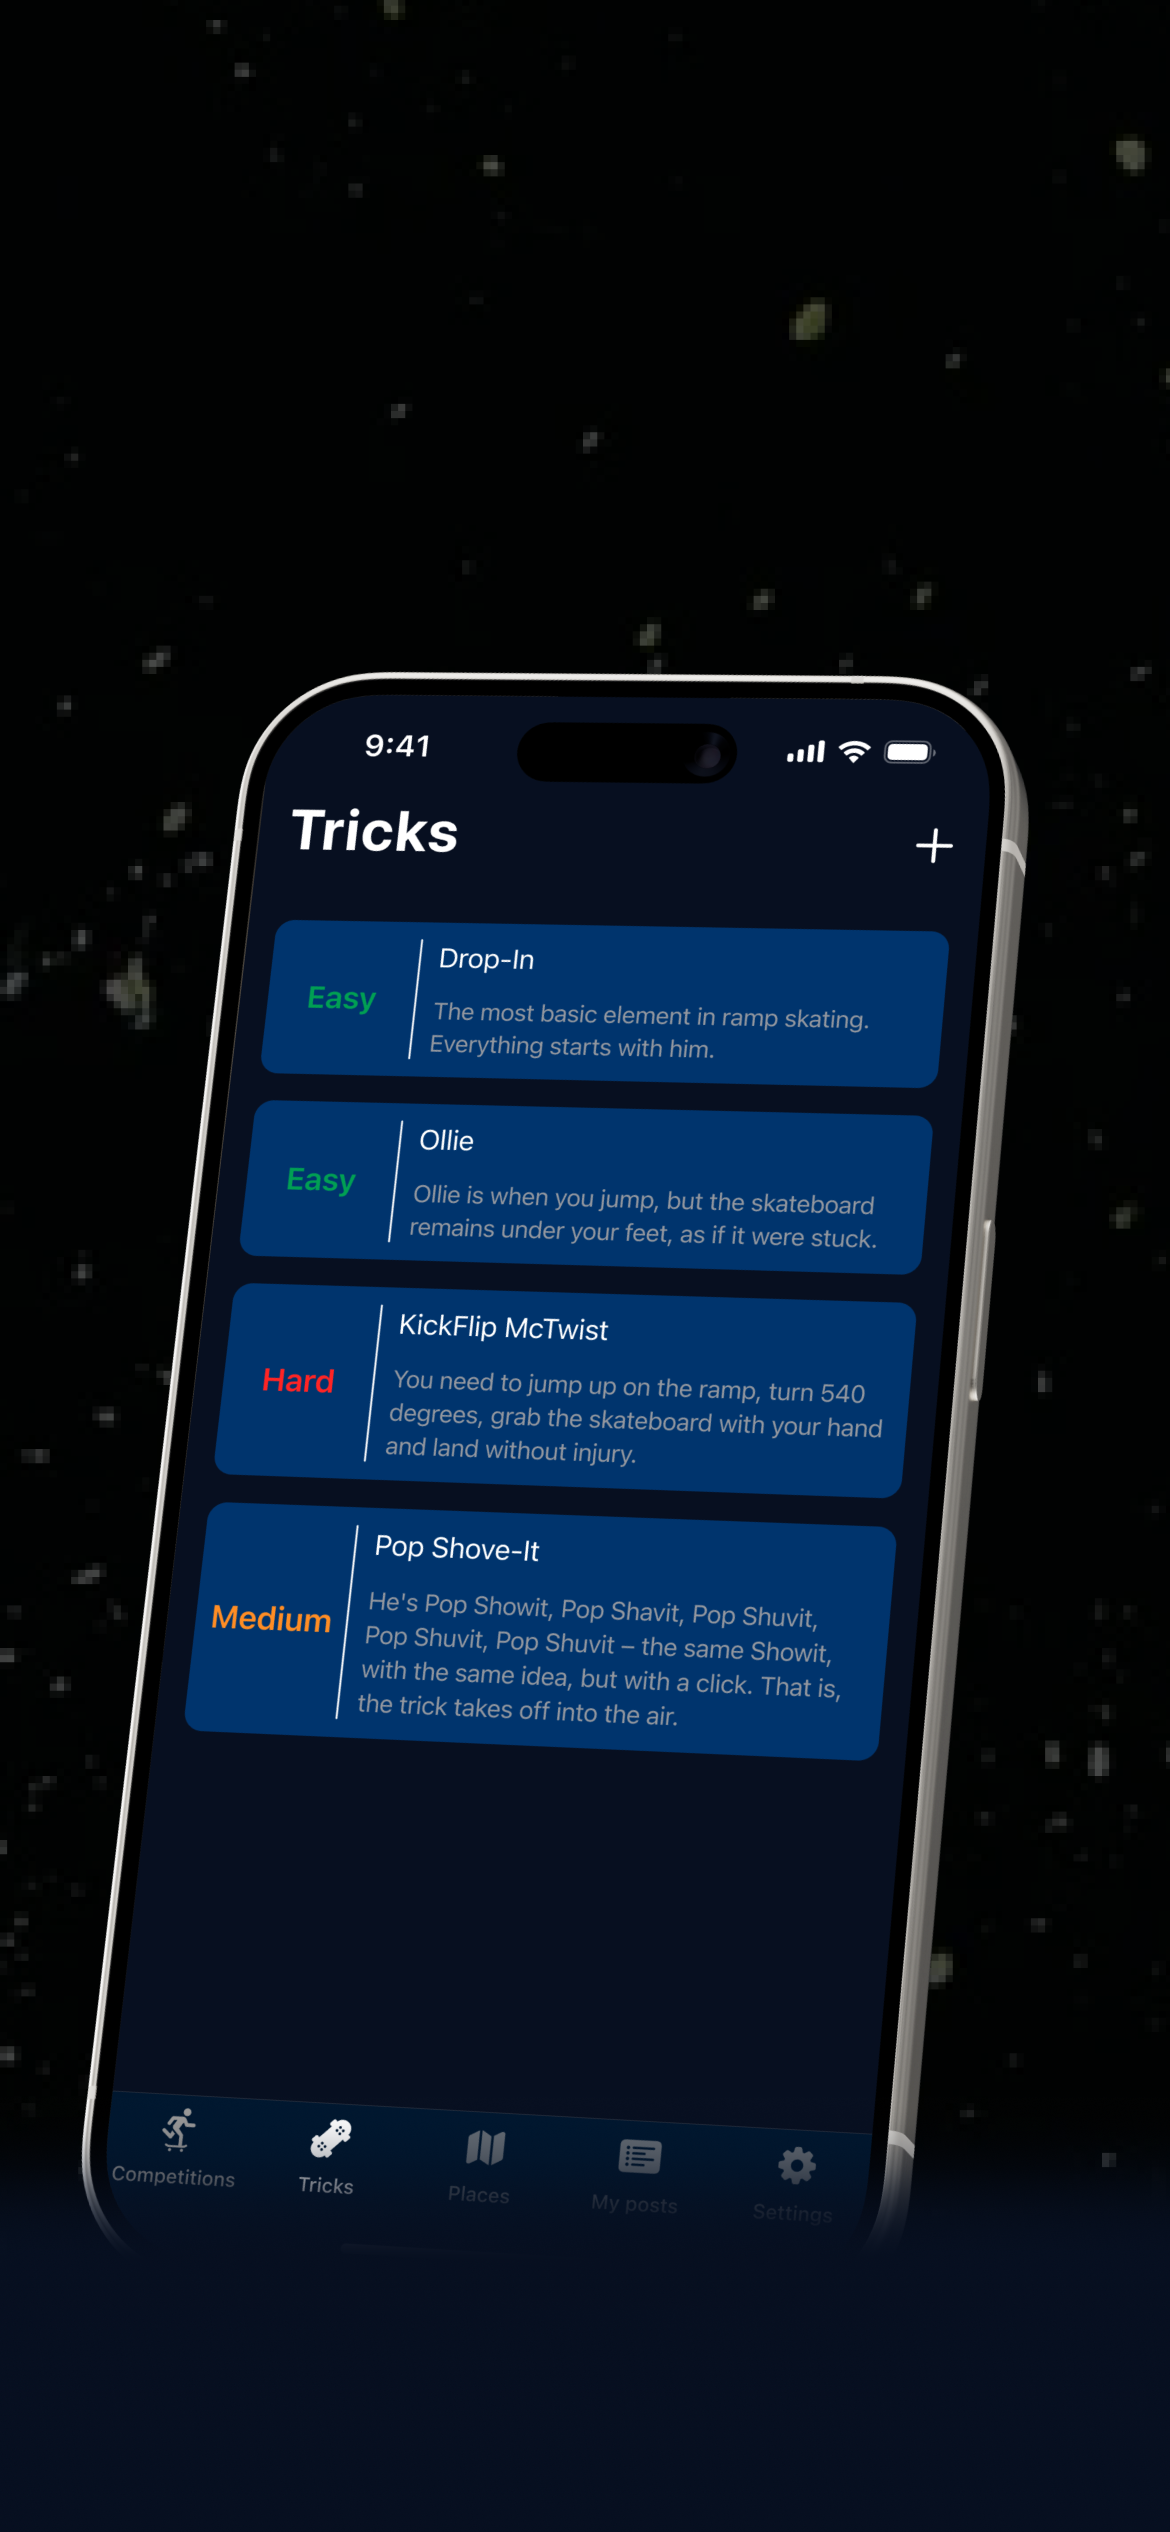 9:41
Tricks
Easy
Drop-In
The most basic element in ramp skating.
Everything starts with him.
Easy
Ollie
Ollie is when you jump, but the skateboard
remains under your feet, as if it were stuck.
Hard
KickFlip McTwist
You need to jump up on the ramp, turn 540
degrees, grab the skateboard with your hand
and land without injury.
Medium
Pop Shove-It
He's Pop Showit, Pop Shavit, Pop Shuvit,
Pop Shuvit, Pop Shuvit – the same Showit,
with the same idea, but with a click. That is,
the trick takes off into the air.
Competitions
Tricks
Places
My posts
Settings